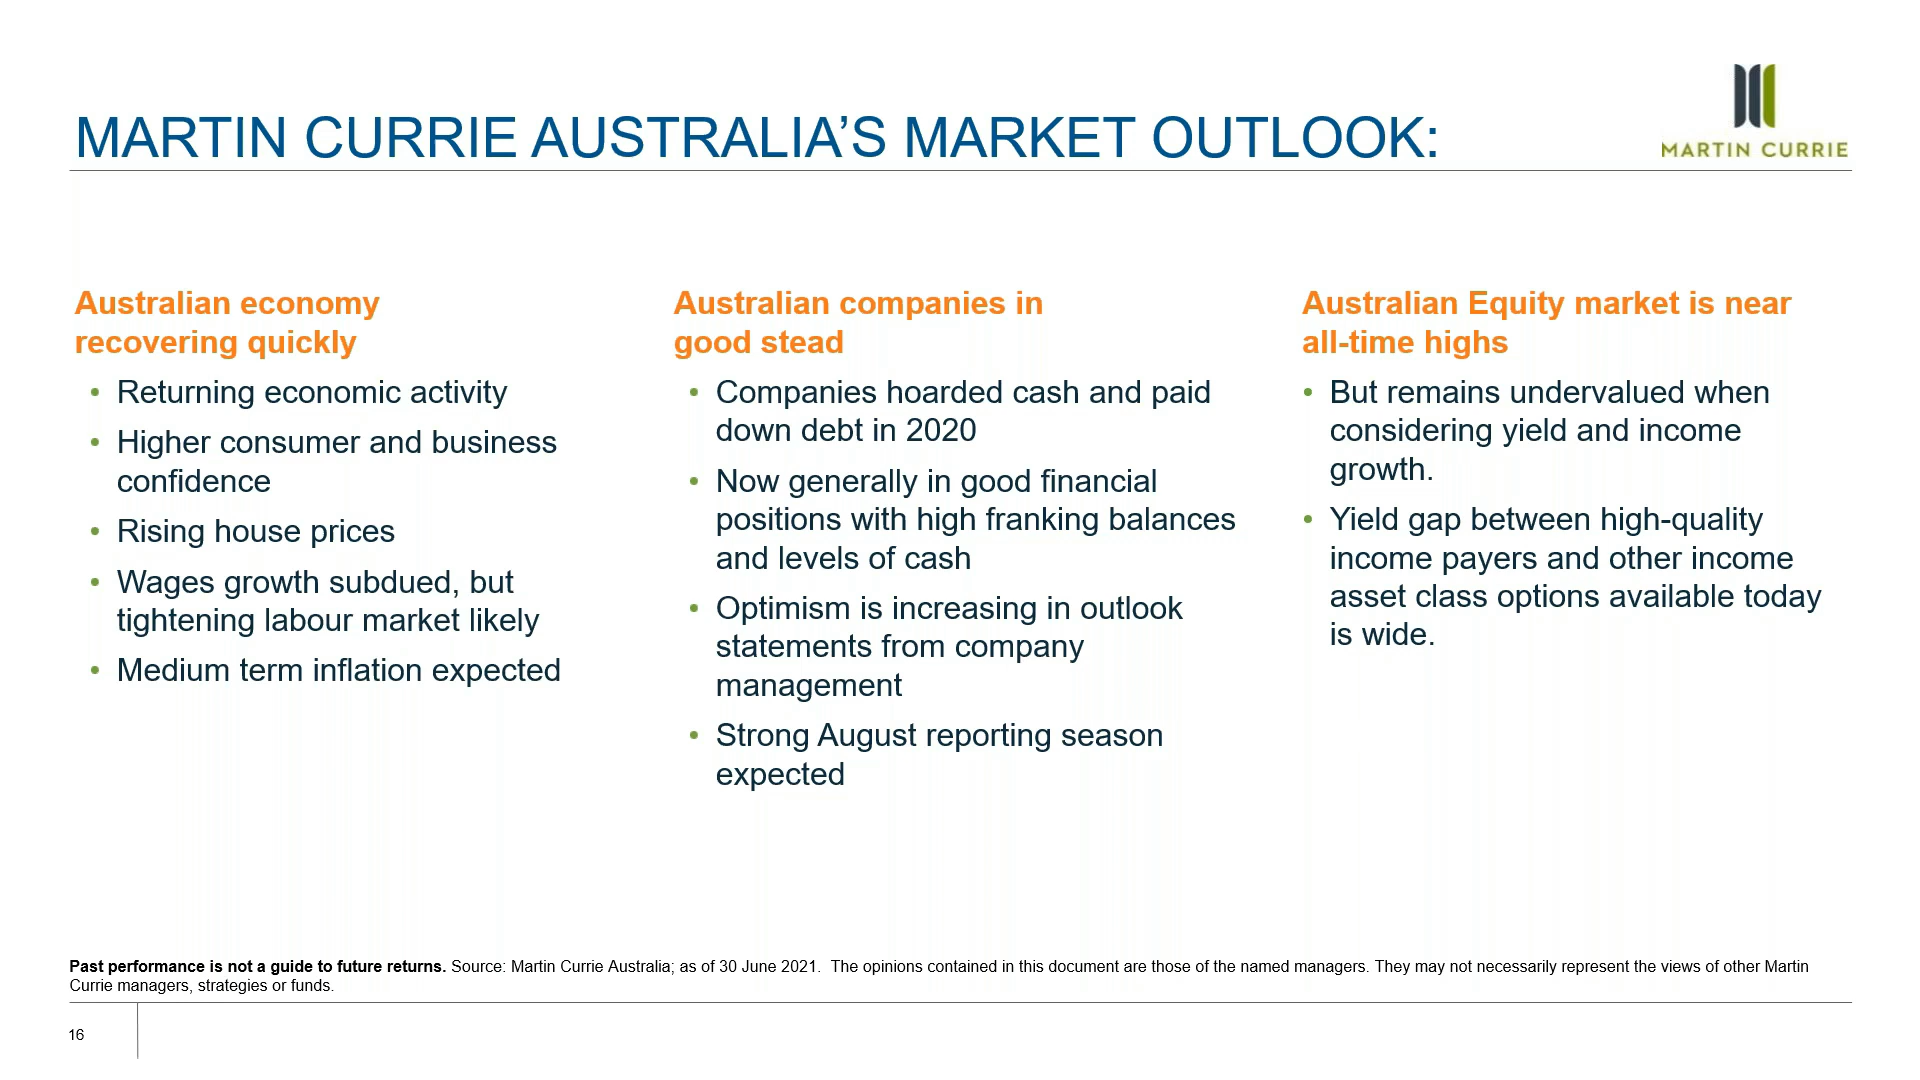 MARTIN CURRIE AUSTRALIA’S MARKET OUTLOOK:
MARTIN CURRIE
Australian economy
recovering quickly
• Returning economic activity
• Higher consumer and business
confidence
• Rising house prices
• Wages growth subdued, but
tightening labour market likely
• Medium term inflation expected
Australian companies in
good stead
• Companies hoarded cash and paid
down debt in 2020
• Now generally in good financial
positions with high franking balances
and levels of cash
• Optimism is increasing in outlook
statements from company
management
• Strong August reporting season
expected
Australian Equity market is near
all-time highs
• But remains undervalued when
considering yield and income
growth.
• Yield gap between high-quality
income payers and other income
asset class options available today
is wide.
Past performance is not a guide to future returns. Source: Martin Currie Australia; as of 30 June 2021.  The opinions contained in this document are those of the named managers. They may not necessarily represent the views of other Martin
Currie managers, strategies or funds.
16